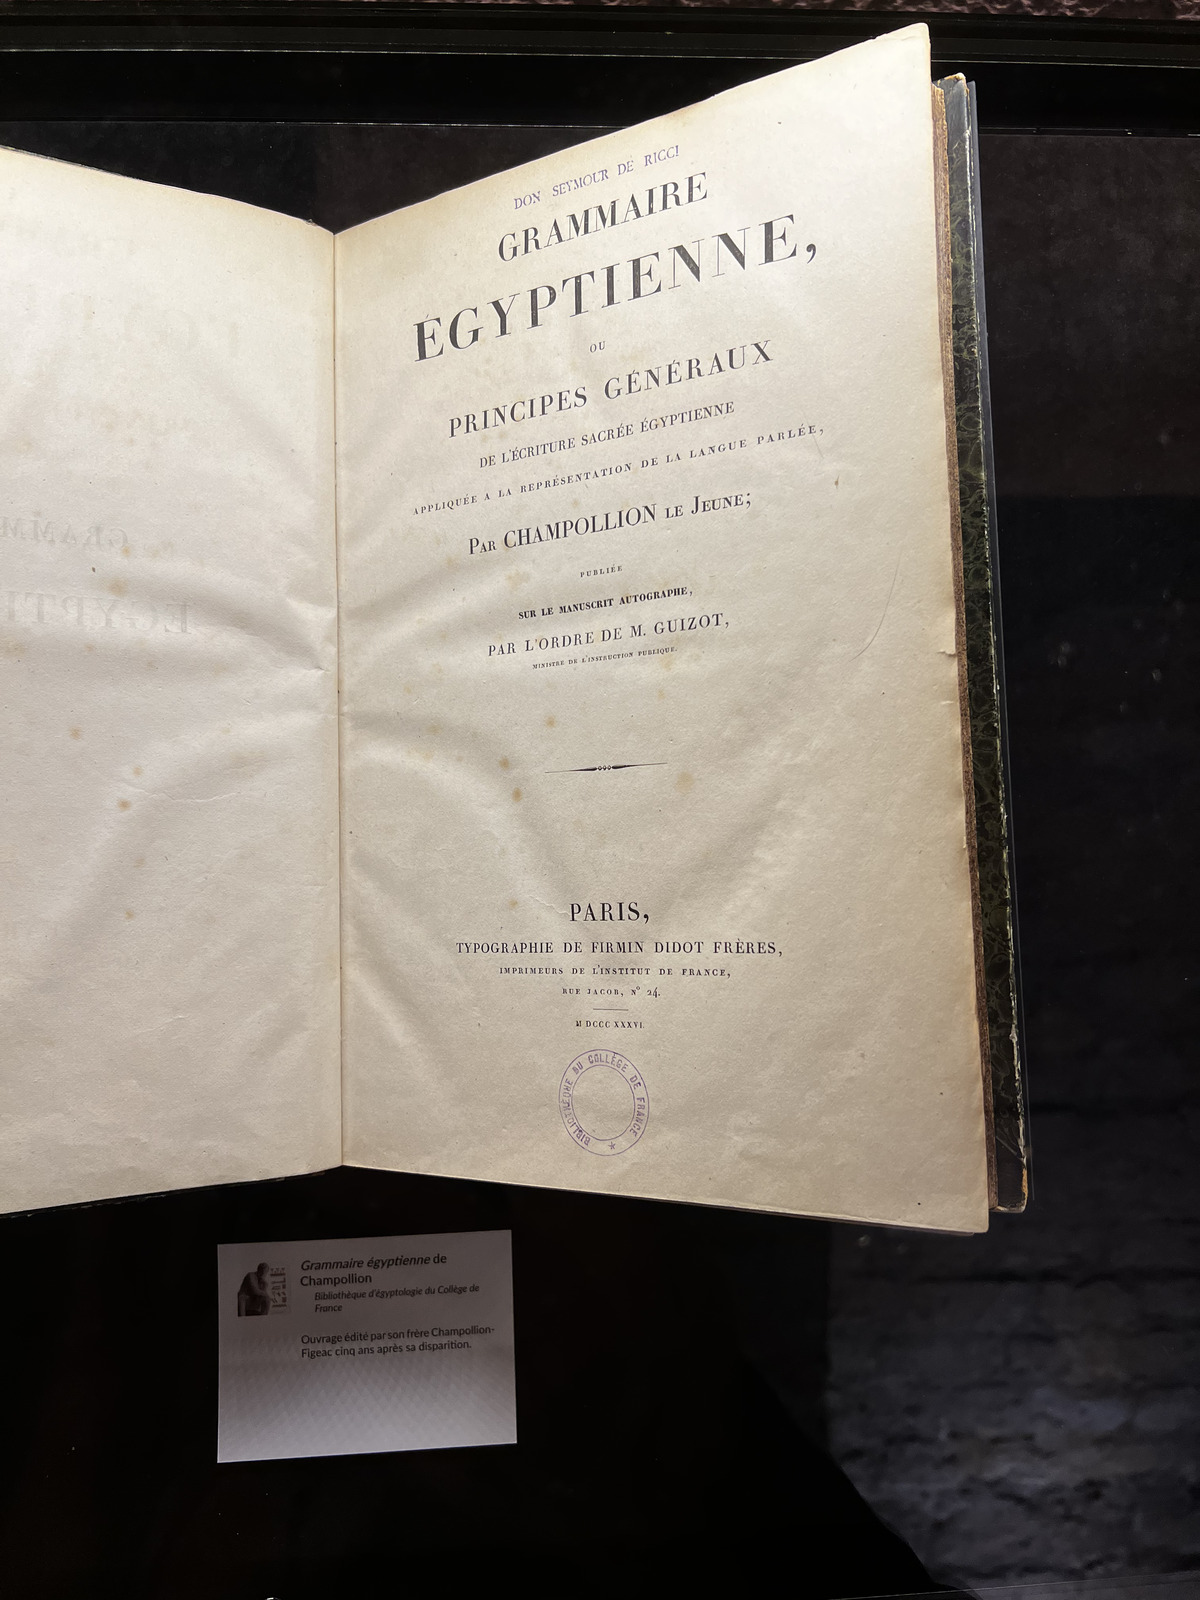 DON SEYMOUR DE RICCI
GRAMMAIRE
ÉGYPTIENNE,
OU
PRINCIPES GÉNÉRAUX
DE L'ÉCRITURE SACRÉE ÉGYPTIENNE
APPLIQUÉE A LA REPRÉSENTATION DE LA LANGUE PARLÉE,
PAR CHAMPOLLION LE JEUNE;
PUBLIÉE
SUR LE MANUSCRIT AUTOGRAPHE,
PAR L'ORDRE DE M. GUIZOT,
MINISTRE DE L'INSTRUCTION PUBLIQUE.
PARIS,
TYPOGRAPHIE DE FIRMIN DIDOT FRÈRES,
IMPRIMEURS DE L'INSTITUT DE FRANCE,
RUE JACOB, N° 24.
M DCCC XXXVI.
BIBLIOTHÈQUE DU COLLÈGE DE FRANCE
Grammaire égyptienne de
Champollion
Bibliothèque d'égyptologie du Collège de
France
Ouvrage édité par son frère Champollion-
Figeac cinq ans après sa disparition.